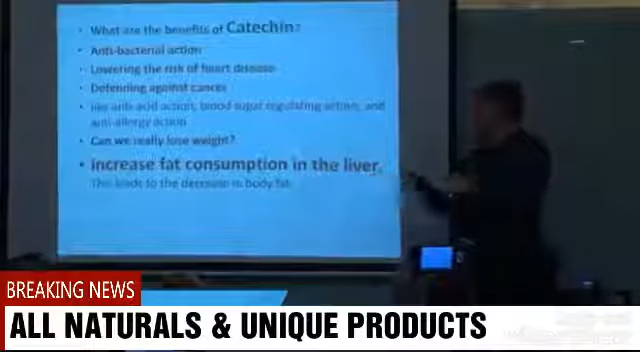 What are the benefits of Catechin?
Anti-bacterial action
Lowering the risk of heart disease
Defending against cancer
like anti-acid action, blood sugar regulating action, and
anti-allergy action
Can we really lose weight?
Increase fat consumption in the liver.
This leads to the decrease in body fat.
BREAKING NEWS
ALL NATURALS & UNIQUE PRODUCTS